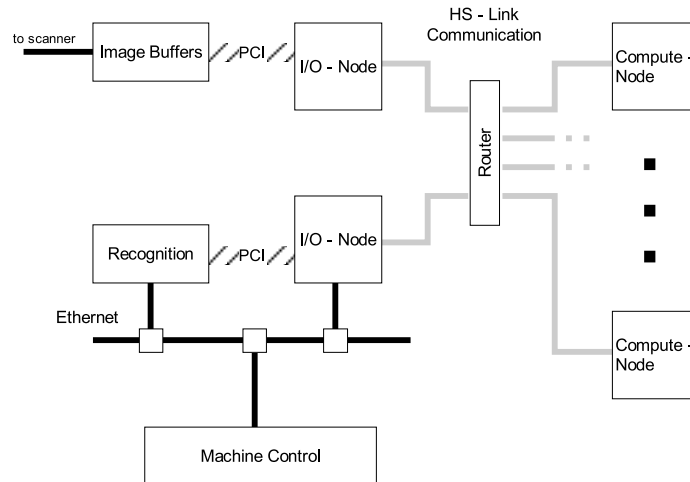 HS - Link
Communication
to scanner
Image Buffers
PCI
I/O - Node
Compute -
Node
Router
Recognition
PCI
I/O - Node
Ethernet
Compute -
Node
Machine Control